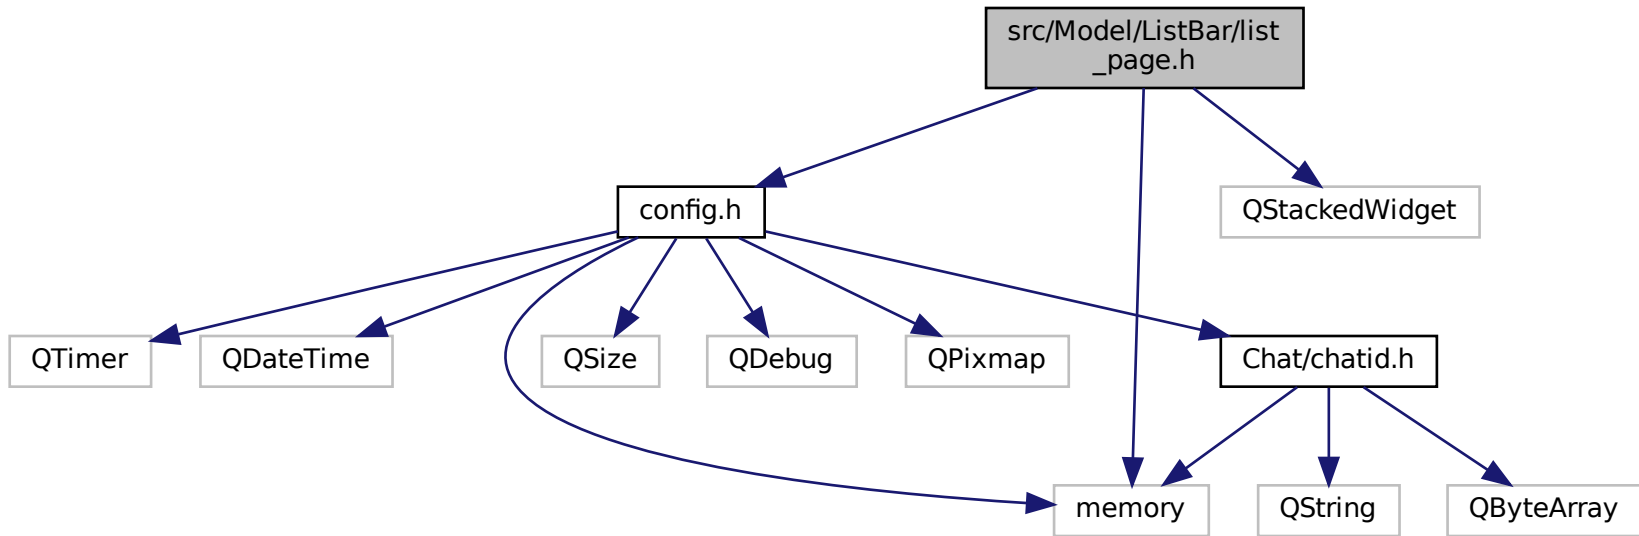 src/Model/ListBar/list
_page.h
config.h
QStackedWidget
QTimer
QDateTime
QSize
QDebug
QPixmap
Chat/chatid.h
memory
QString
QByteArray